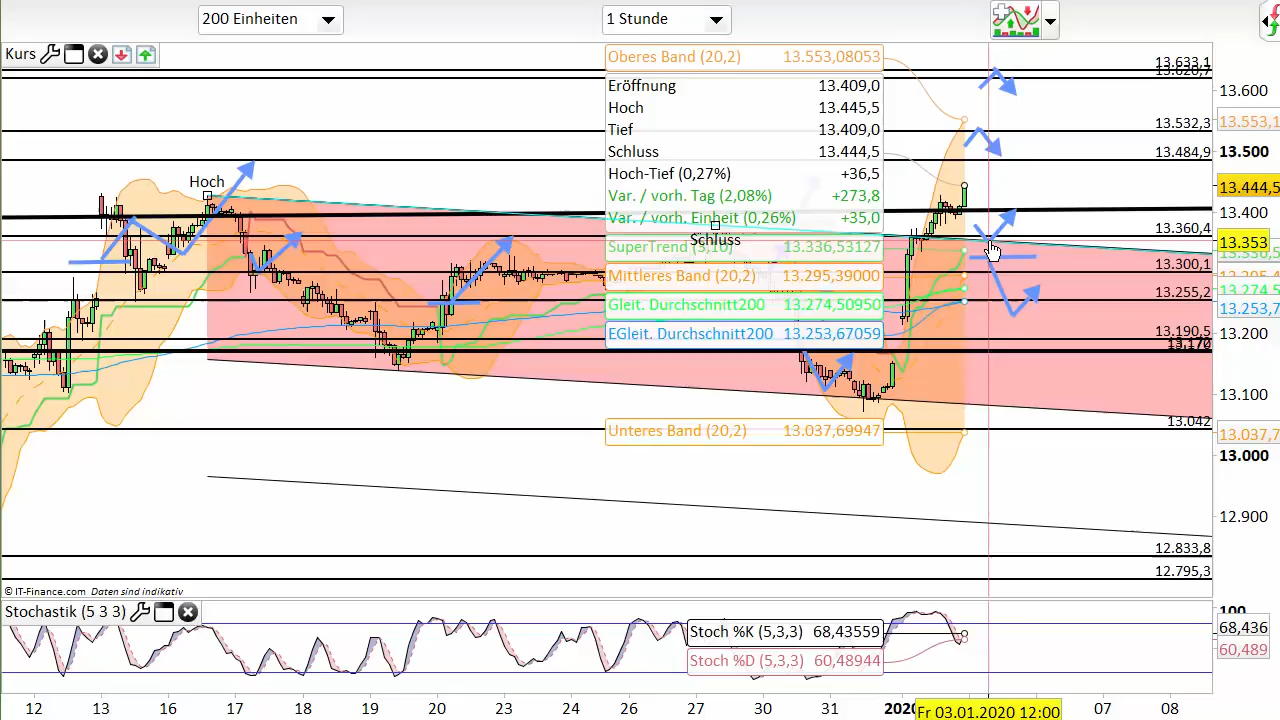 200 Einheiten
1 Stunde
Kurs
Oberes Band (20,2) 13.553,08053
Eröffnung 13.409,0
Hoch 13.445,5
Tief 13.409,0
Schluss 13.444,5
Hoch-Tief (0,27%) +36,5
Var. / vorh. Tag (2,08%) +273,8
Var. / vorh. Einheit (0,26%) +35,0
SuperTrend (3,10) 13.336,53127
Mittleres Band (20,2) 13.295,39000
Gleit. Durchschnitt200 13.274,50950
EGleit. Durchschnitt200 13.253,67059
Unteres Band (20,2) 13.037,69947
Hoch
Schluss
13.633,1
13.532,3
13.484,9
13.360,4
13.300,1
13.255,2
13.190,5
13.170
13.042
12.833,8
12.795,3
13.600
13.553,1
13.500
13.444,5
13.400
13.353
13.274,5
13.253,7
13.200
13.100
13.037,7
13.000
12.900
© IT-Finance.com Daten sind indikativ
Stochastik (5 3 3)
Stoch %K (5,3,3) 68,43559
Stoch %D (5,3,3) 60,48944
100
68,436
60,489
12 13 16 17 18 19 20 23 24 26 27 30 31 2020 07 08
Fr 03.01.2020 12:00